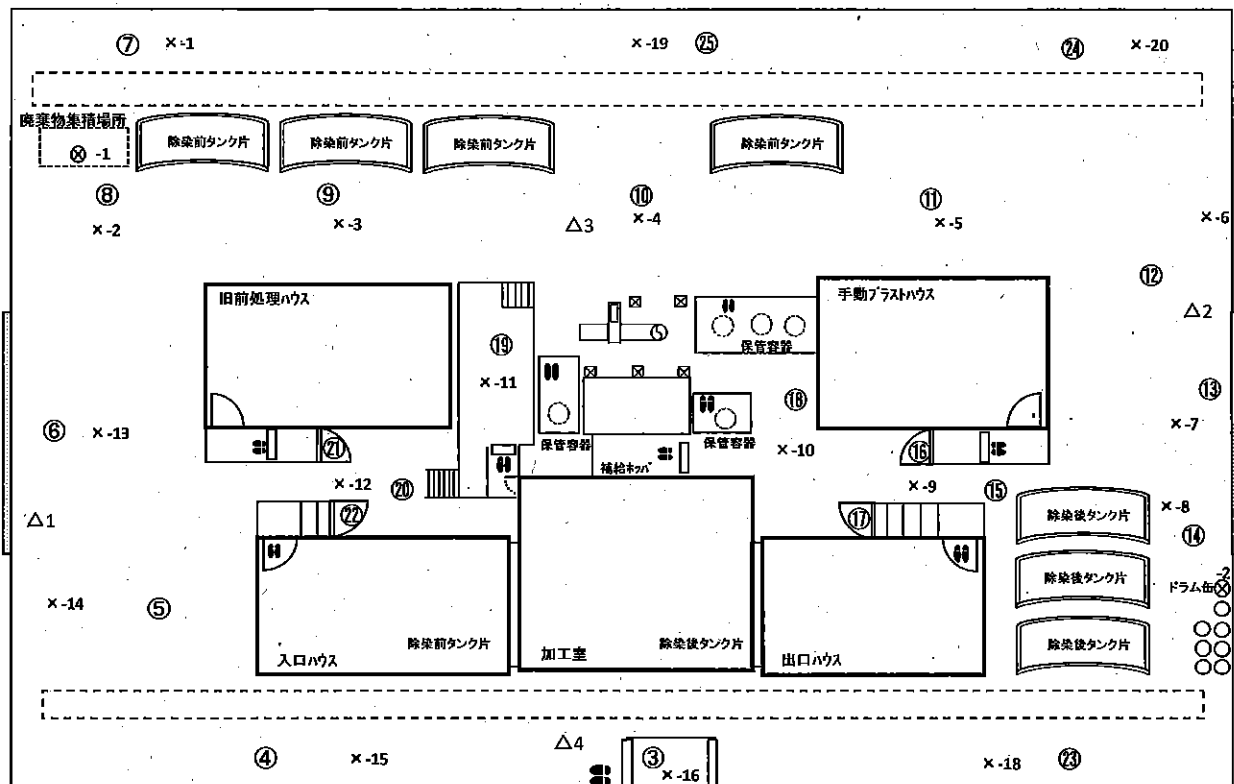 ⑦ ×-1 ×-19 ㉕ ㉔ ×-20
廃棄物集積場所
⊗ -1
除染前タンク片 除染前タンク片 除染前タンク片 除染前タンク片
⑧ ⑨ ⑩ ⑪
×-2 ×-3 △3 ×-4 ×-5 ×-6
⑫
旧前処理ハウス 手動ブラストハウス
△2
⑲ 保管容器
×-11
⑱ ⑬
⑥ ×-13 ×-7
㉑ 保管容器 保管容器 ×-10 ⑯
補給ホッパ
×-12 ⑳ ×-9 ⑮
△1 ㉒ ⑰ 除染後タンク片 ×-8
⑭
×-14 ⑤ 除染後タンク片 -2
ドラム缶⊗
除染前タンク片 除染後タンク片 除染後タンク片
入口ハウス 加工室 出口ハウス
④ ×-15 △4 ③ ×-16 ×-18 ㉓